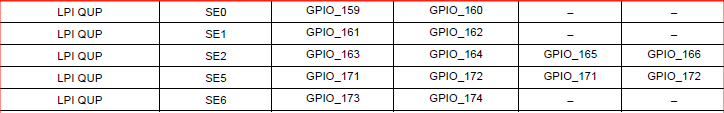 LPI QUP SE0 GPIO_159 GPIO_160 – –
LPI QUP SE1 GPIO_161 GPIO_162 – –
LPI QUP SE2 GPIO_163 GPIO_164 GPIO_165 GPIO_166
LPI QUP SE5 GPIO_171 GPIO_172 GPIO_171 GPIO_172
LPI QUP SE6 GPIO_173 GPIO_174 – –